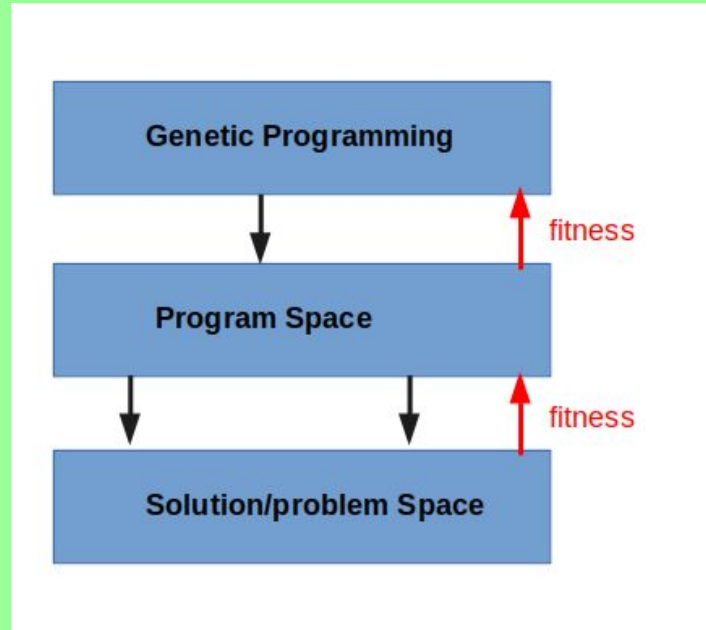 Genetic Programming
fitness
Program Space
fitness
Solution/problem Space